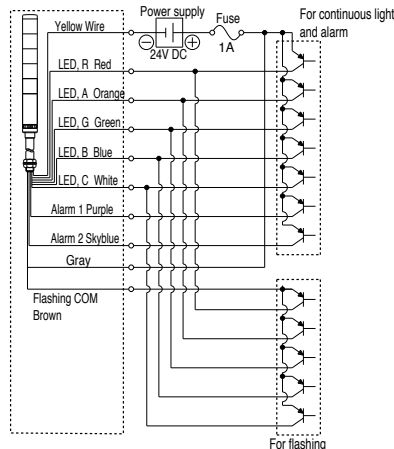 Power supply
Fuse
For continuous light
and alarm
Yellow Wire
24V DC
1A
LED, R Red
LED, A Orange
LED, G Green
LED, B Blue
LED, C White
Alarm 1 Purple
Alarm 2 Skyblue
Gray
Flashing COM
Brown
For flashing